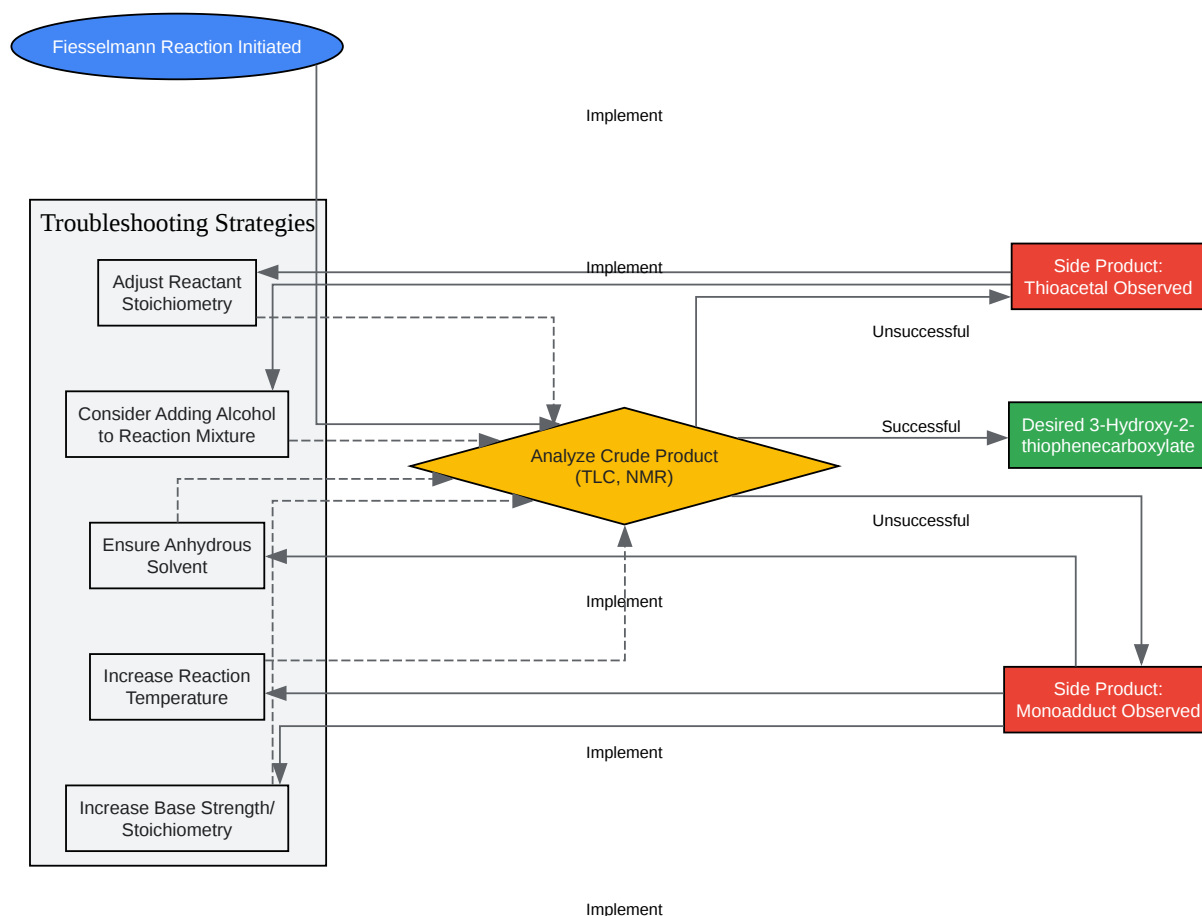 Fiesselmann Reaction Initiated
Implement
Troubleshooting Strategies
Adjust Reactant
Stoichiometry
Implement
Side Product:
Thioacetal Observed
Unsuccessful
Consider Adding Alcohol
to Reaction Mixture
Successful
Desired 3-Hydroxy-2-
thiophenecarboxylate
Analyze Crude Product
(TLC, NMR)
Unsuccessful
Ensure Anhydrous
Solvent
Implement
Increase Reaction
Temperature
Side Product:
Monoadduct Observed
Implement
Increase Base Strength/
Stoichiometry
Implement